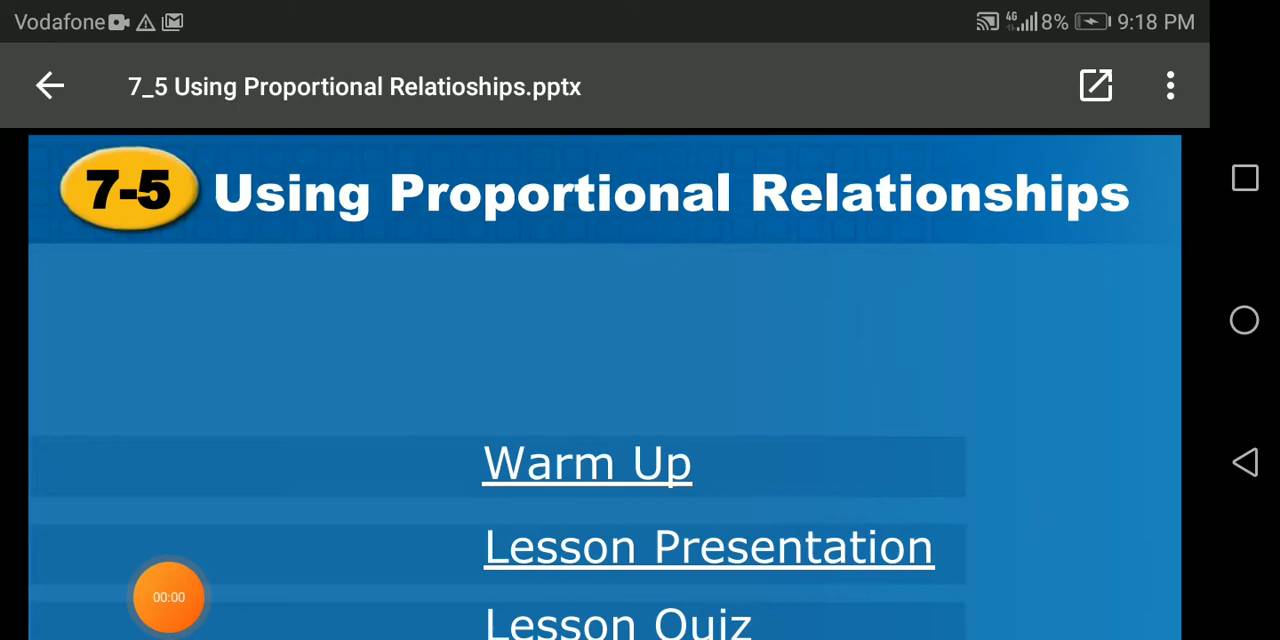 Vodafone 4G 8% 9:18 PM
7_5 Using Proportional Relatioships.pptx
7-5 Using Proportional Relationships
Warm Up
Lesson Presentation
Lesson Quiz
00:00